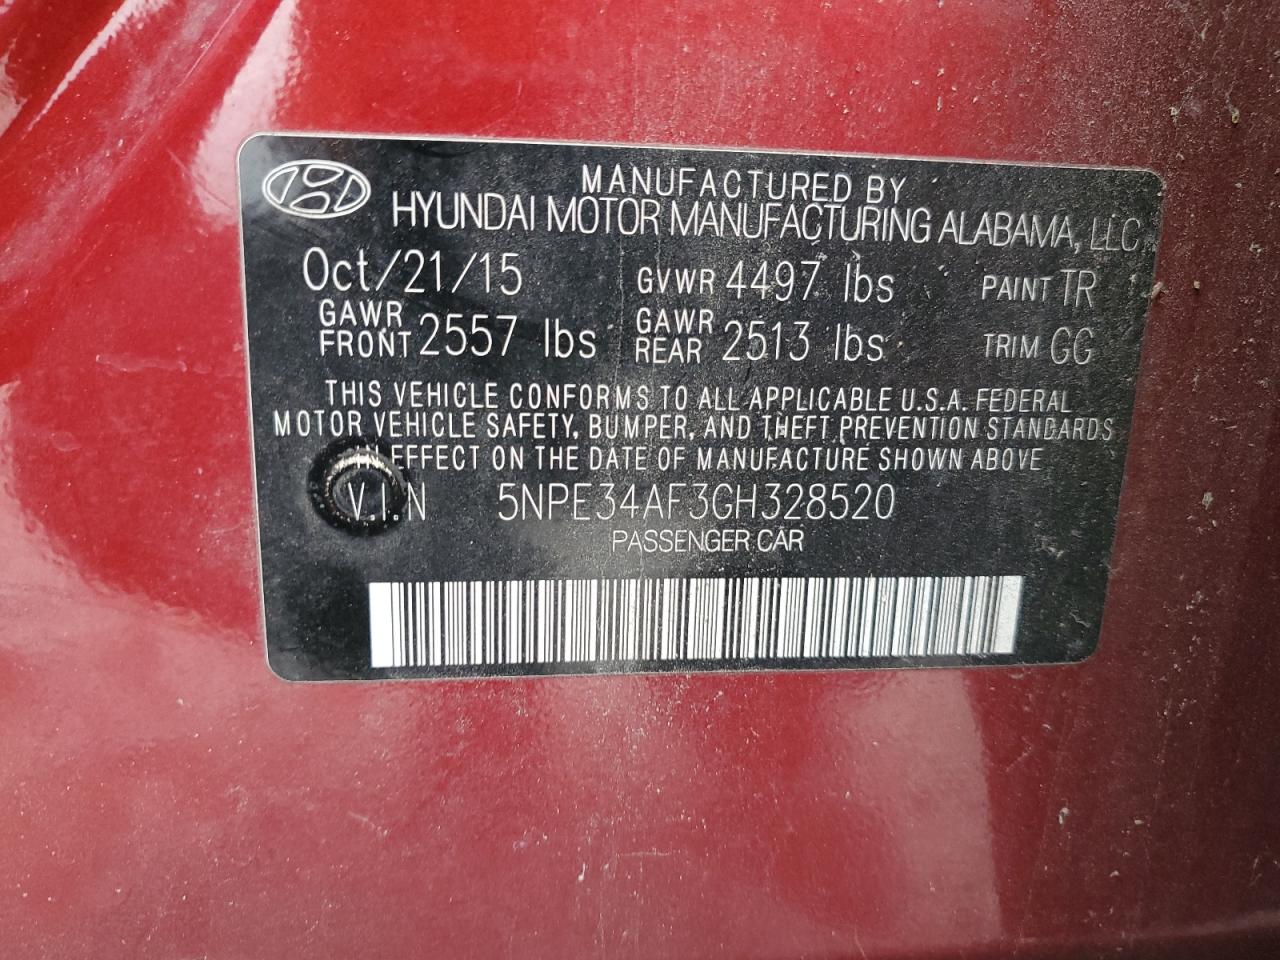 MANUFACTURED BY
HYUNDAI MOTOR MANUFACTURING ALABAMA, LLC
Oct/21/15 GVWR 4497 lbs PAINT TR
GAWR FRONT 2557 lbs GAWR REAR 2513 lbs TRIM GG
THIS VEHICLE CONFORMS TO ALL APPLICABLE U.S.A. FEDERAL
MOTOR VEHICLE SAFETY, BUMPER, AND THEFT PREVENTION STANDARDS
IN EFFECT ON THE DATE OF MANUFACTURE SHOWN ABOVE
V.I.N 5NPE34AF3GH328520
PASSENGER CAR